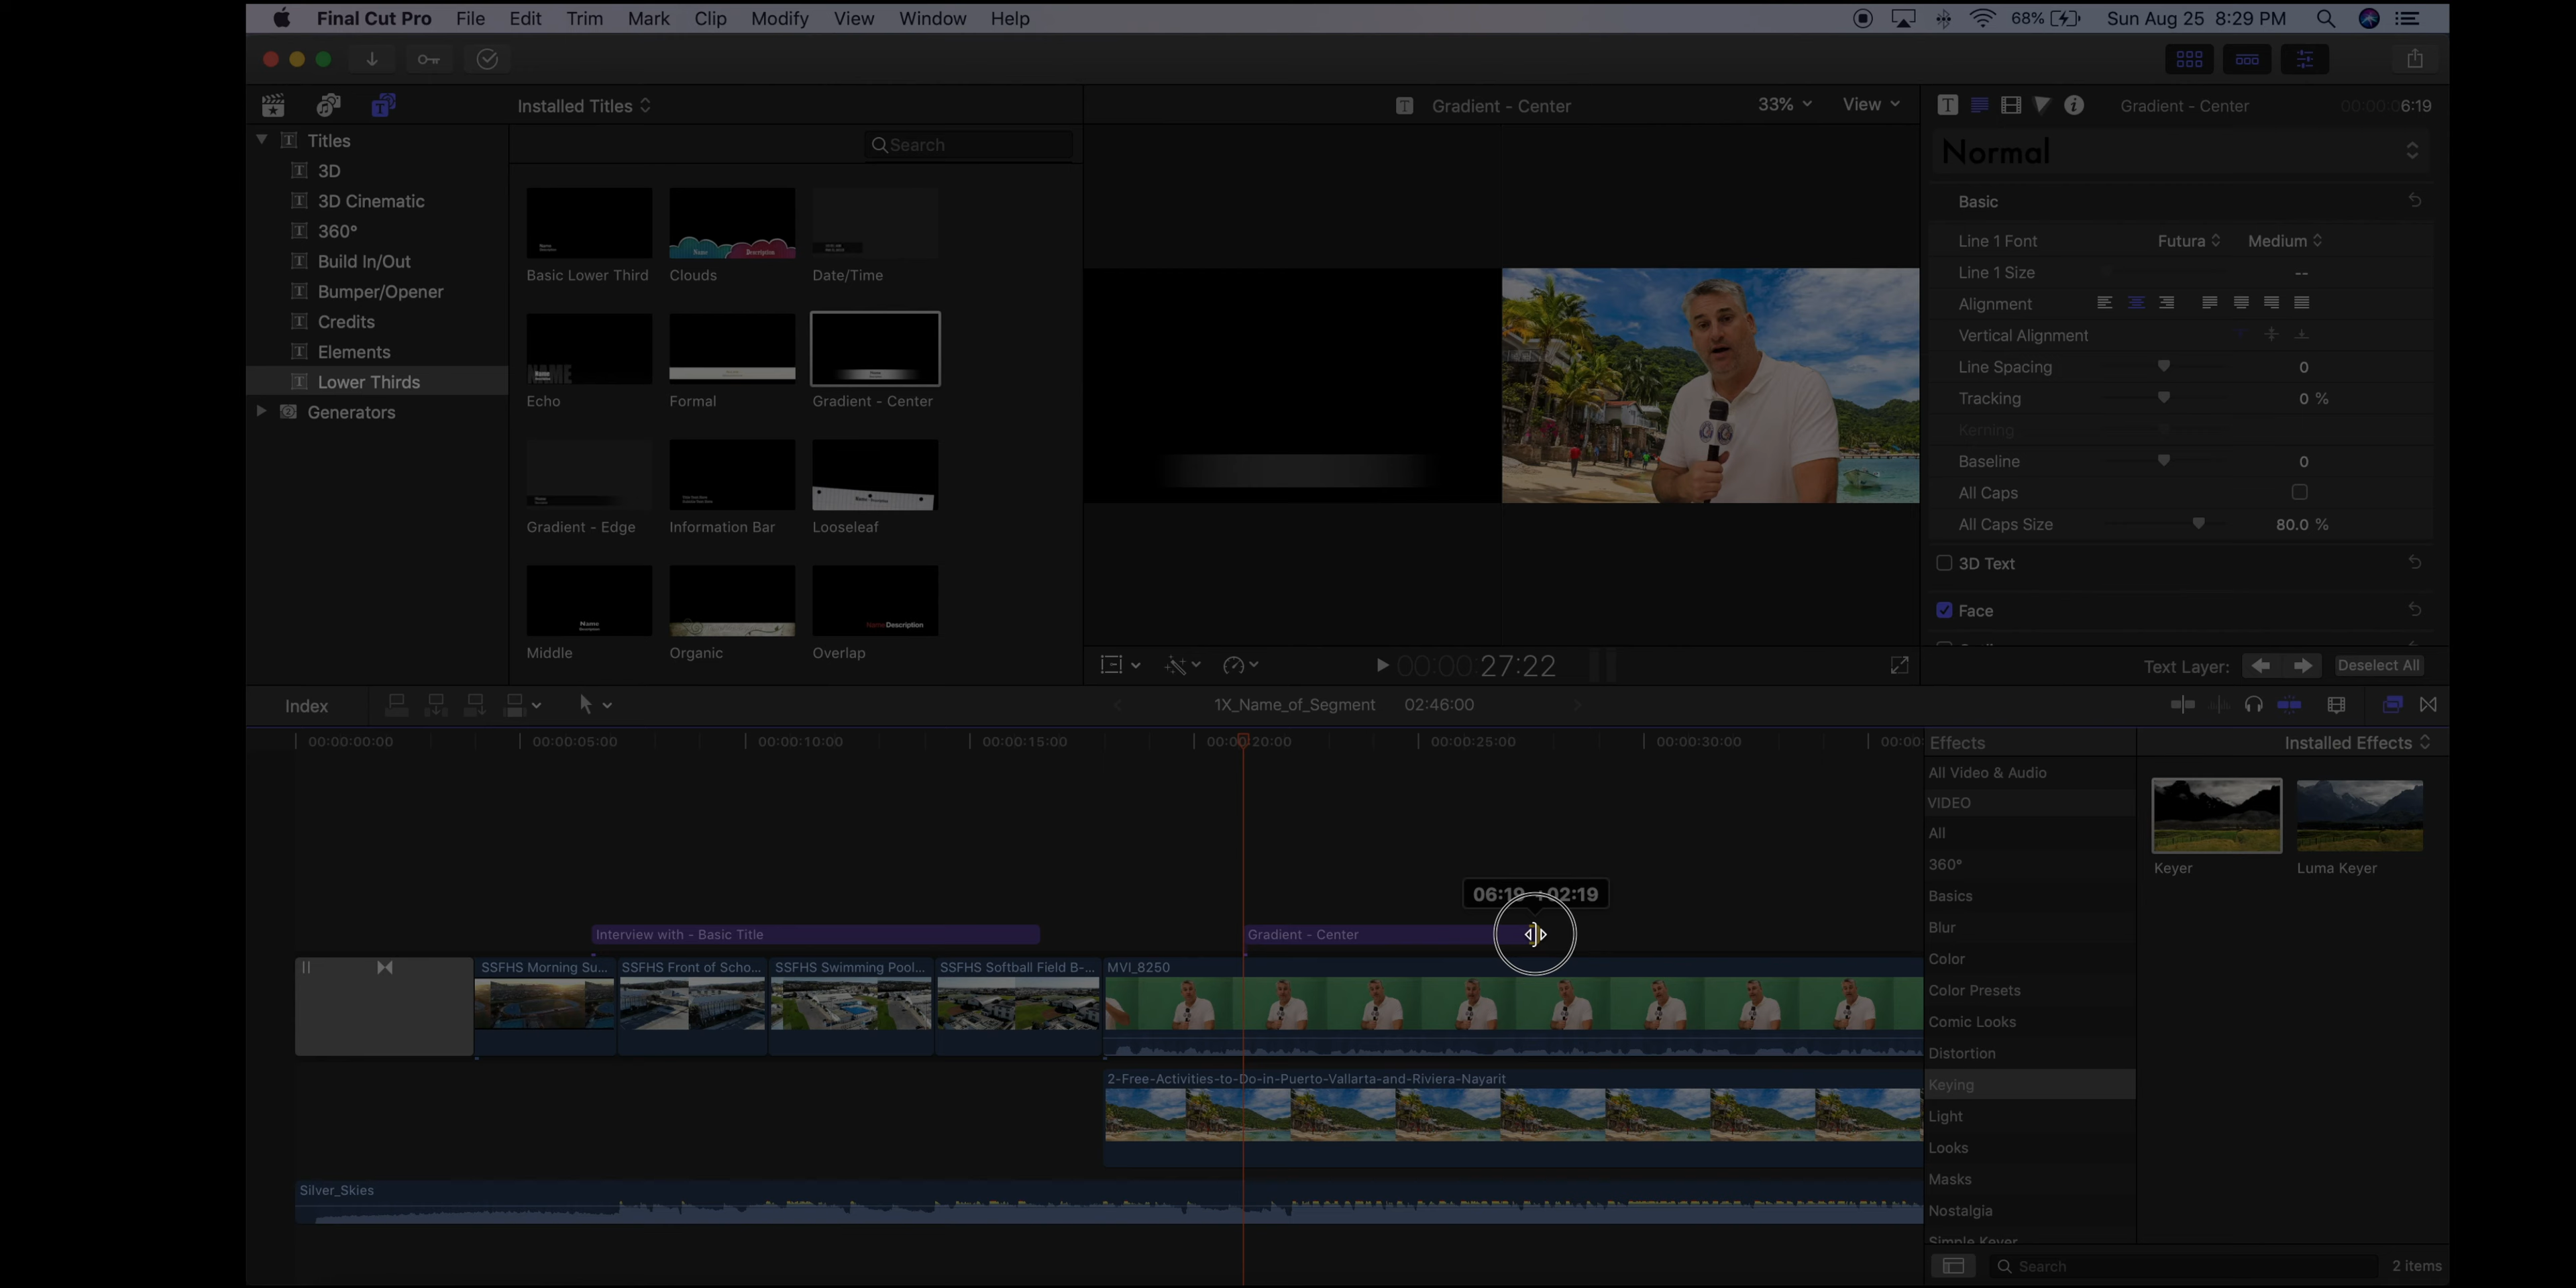 Final Cut Pro File Edit Trim Mark Clip Modify View Window Help 68% Sun Aug 25 8:29 PM
Installed Titles
Gradient - Center 33% View
Gradient - Center 00:00:06:19
Titles
3D
3D Cinematic
360°
Build In/Out
Bumper/Opener
Credits
Elements
Lower Thirds
Generators
Search
Basic Lower Third Clouds Date/Time
Echo Formal Gradient - Center
Gradient - Edge Information Bar Looseleaf
Middle Organic Overlap
Name Description
NAME
Name
NameDescription
Normal
Basic
Line 1 Font Futura Medium
Line 1 Size --
Alignment
Vertical Alignment
Line Spacing 0
Tracking 0 %
Kerning
Baseline 0
All Caps
All Caps Size 80.0 %
3D Text
Face
00:00:27:22
Text Layer: Deselect All
Index
1X_Name_of_Segment 02:46:00
00:00:00:00 00:00:05:00 00:00:10:00 00:00:15:00 00:00:20:00 00:00:25:00 00:00:30:00 00:00:
06:19 +02:19
Interview with - Basic Title
Gradient - Center
SSFHS Morning Su... SSFHS Front of Scho... SSFHS Swimming Pool... SSFHS Softball Field B-... MVI_8250
2-Free-Activities-to-Do-in-Puerto-Vallarta-and-Riviera-Nayarit
Silver_Skies
Effects Installed Effects
All Video & Audio
VIDEO
All
360°
Basics
Blur
Color
Color Presets
Comic Looks
Distortion
Keying
Light
Looks
Masks
Nostalgia
Simple Keyer
Keyer Luma Keyer
Search 2 items